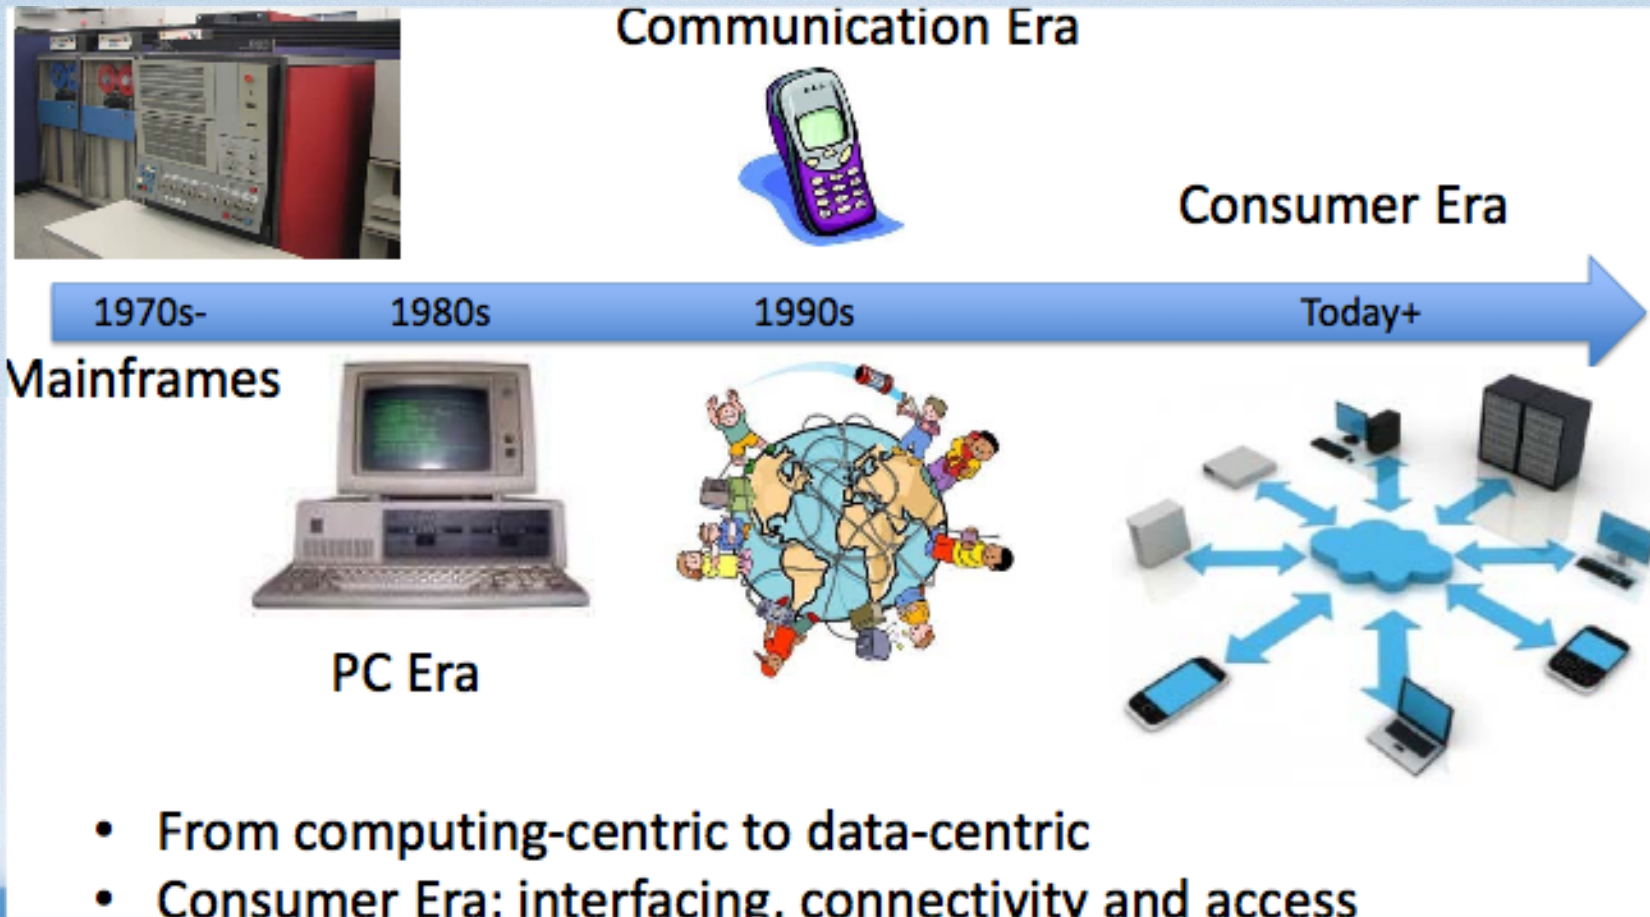 Communication Era
Consumer Era
1970s-
1980s
1990s
Today+
Mainframes
PC Era
• From computing-centric to data-centric
• Consumer Era: interfacing, connectivity and access